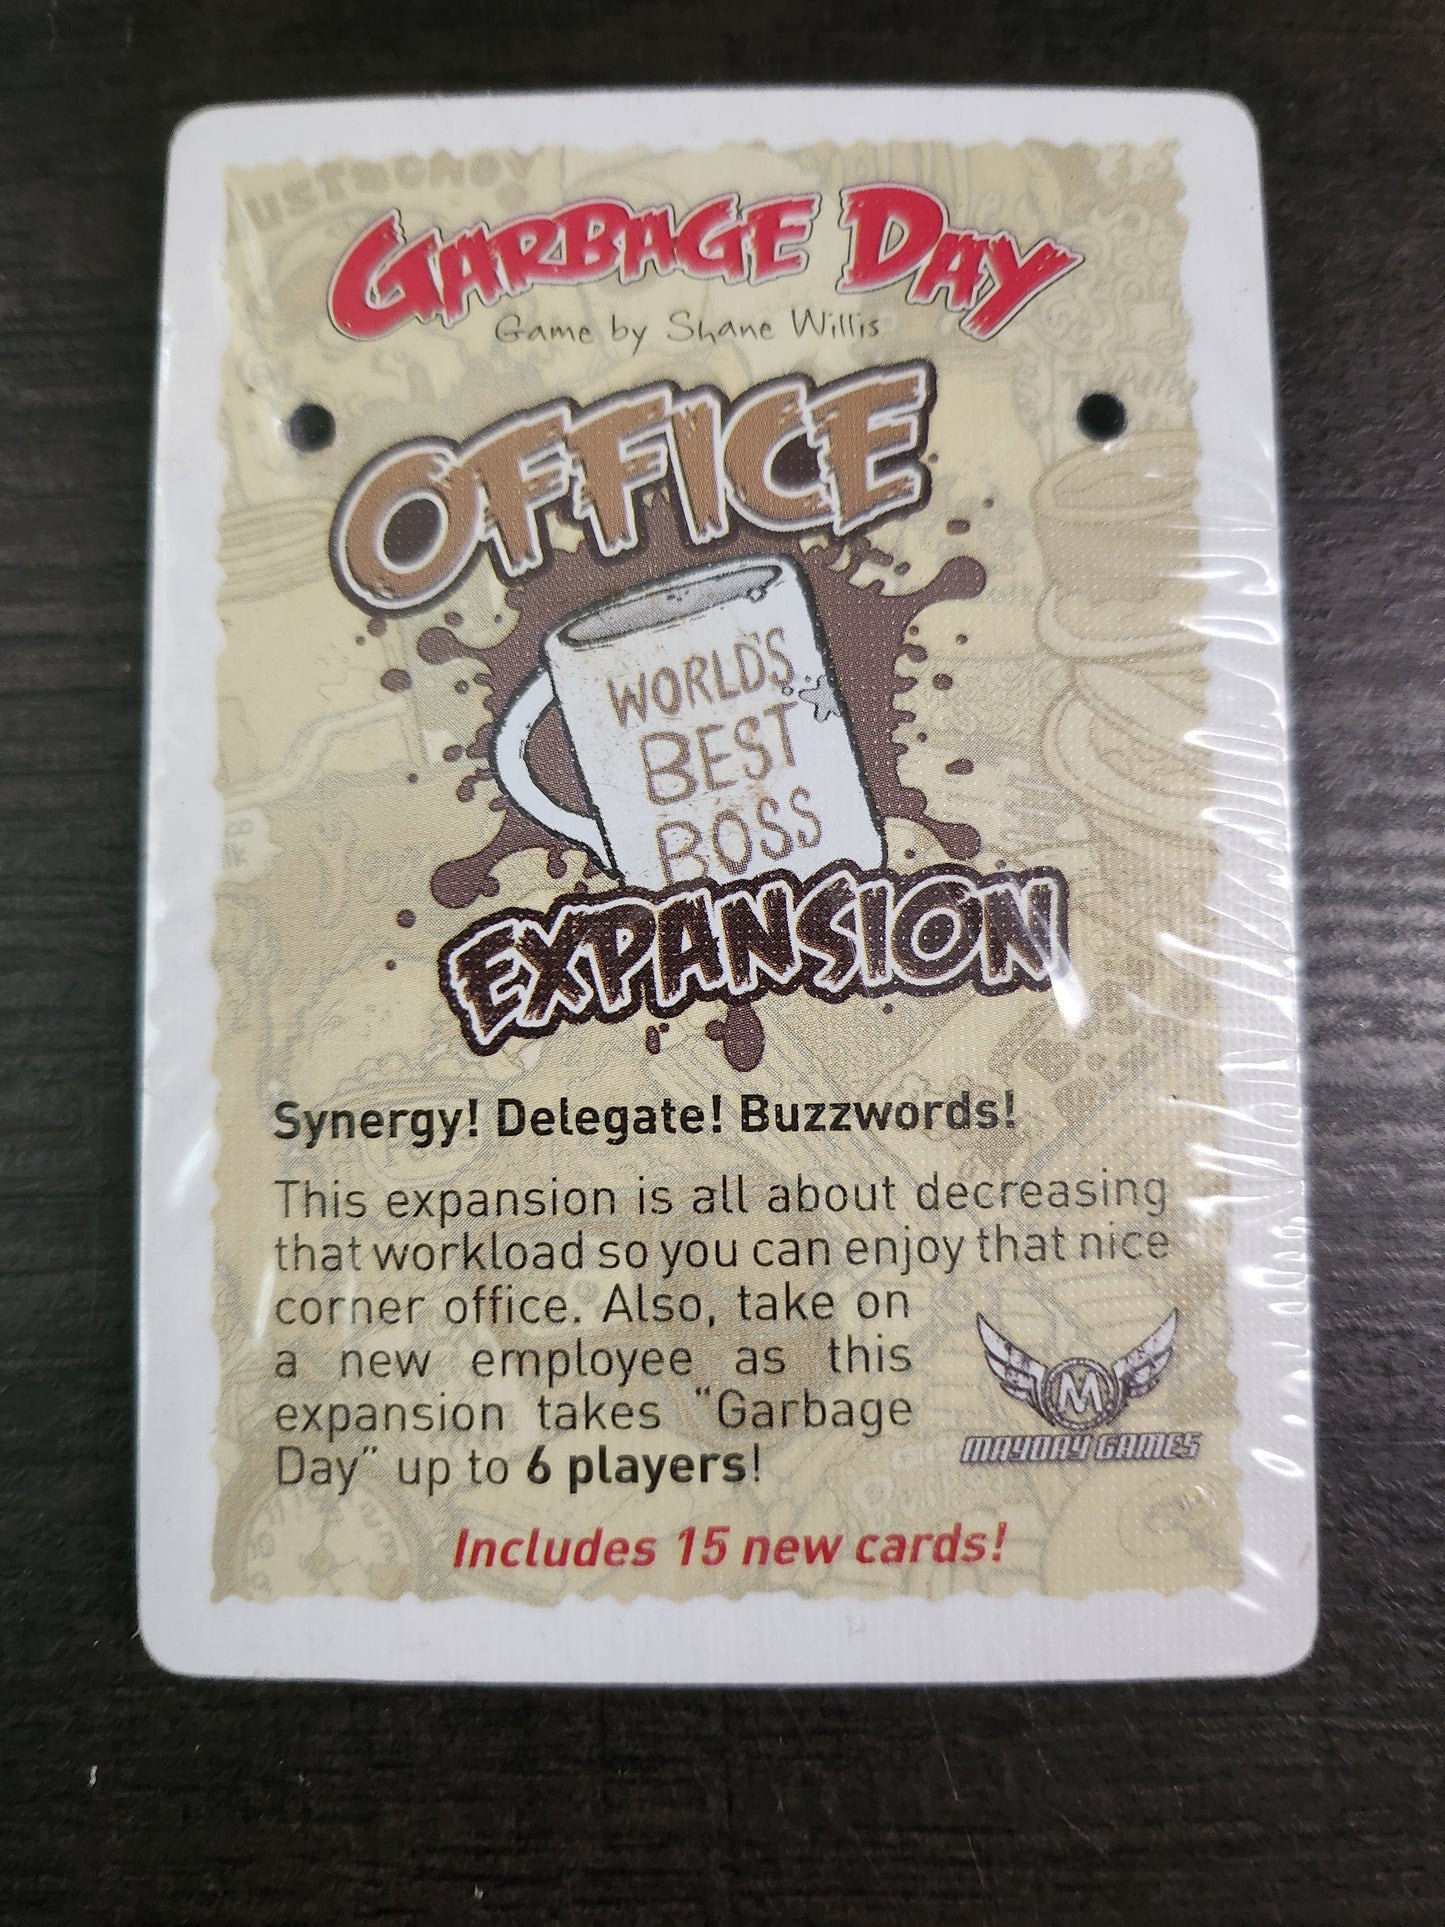 GARBAGE DAY
Game by Shane Willis
OFFICE
WORLD'S
BEST
BOSS
EXPANSION
Synergy! Delegate! Buzzwords!
This expansion is all about decreasing
that workload so you can enjoy that nice
corner office. Also, take on
a new employee as this
expansion takes “Garbage
Day” up to 6 players!
M
MAYDAY GAMES
Includes 15 new cards!